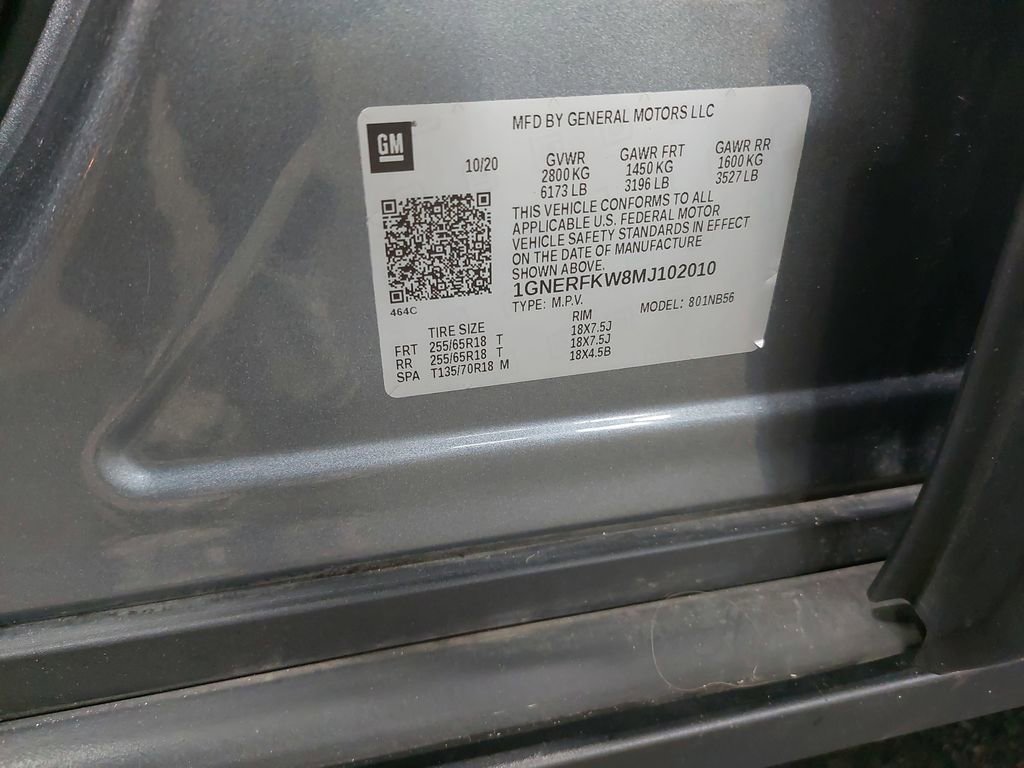 GM
MFD BY GENERAL MOTORS LLC
10/20 GVWR GAWR FRT GAWR RR
2800 KG 1450 KG 1600 KG
6173 LB 3196 LB 3527 LB
THIS VEHICLE CONFORMS TO ALL
APPLICABLE U.S. FEDERAL MOTOR
VEHICLE SAFETY STANDARDS IN EFFECT
ON THE DATE OF MANUFACTURE
SHOWN ABOVE.
1GNERFKW8MJ102010
TYPE: M.P.V. MODEL: 801NB56
464C
TIRE SIZE RIM
FRT 255/65R18 T 18X7.5J
RR 255/65R18 T 18X7.5J
SPA T135/70R18 M 18X4.5B